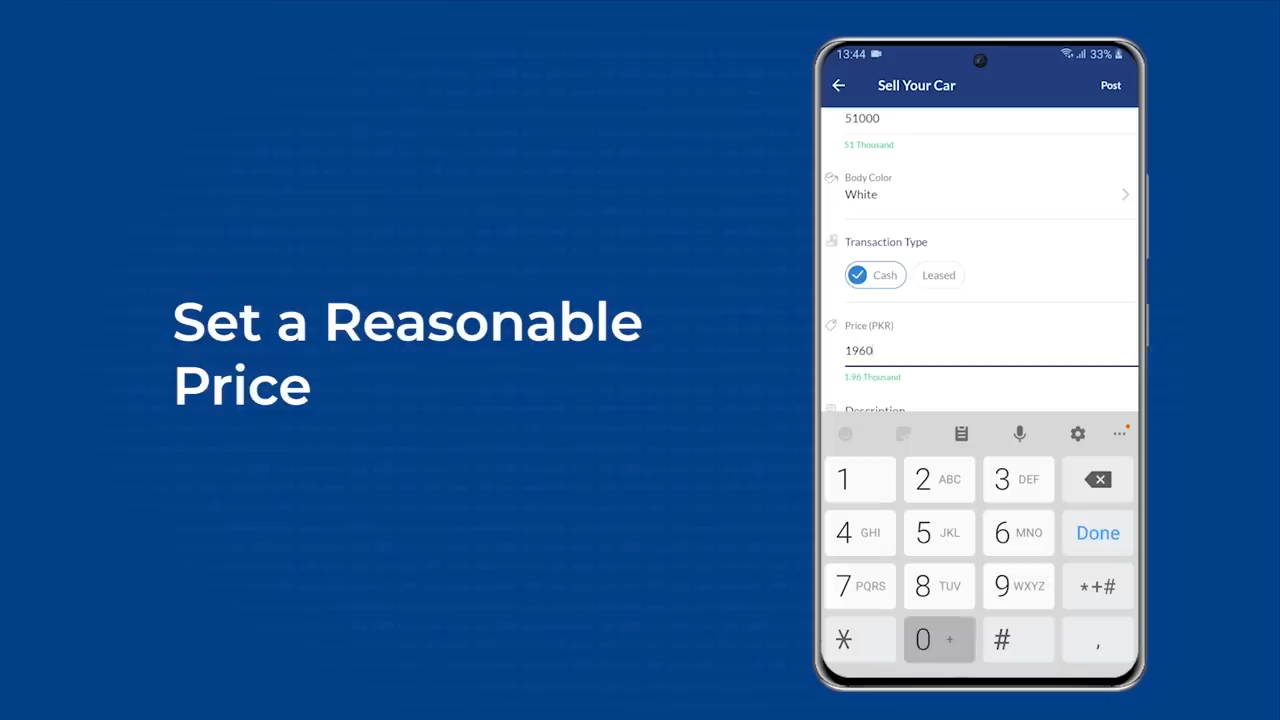 Set a Reasonable
Price
13:44 33%
Sell Your Car Post
51000
51 Thousand
Body Color
White
Transaction Type
Cash Leased
Price (PKR)
1960
1.96 Thousand
Description
1 2 ABC 3 DEF
4 GHI 5 JKL 6 MNO Done
7 PQRS 8 TUV 9 WXYZ *+#
* 0 + # ,